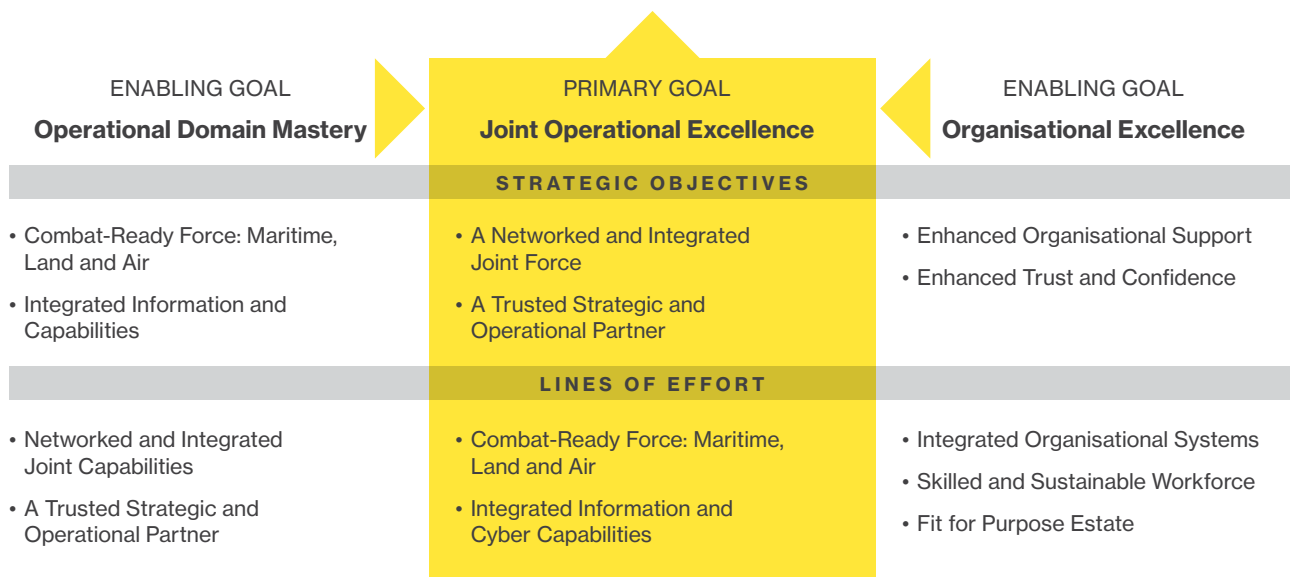 ENABLING GOAL
Operational Domain Mastery
PRIMARY GOAL
Joint Operational Excellence
ENABLING GOAL
Organisational Excellence
STRATEGIC OBJECTIVES
• Combat-Ready Force: Maritime,
Land and Air
• Integrated Information and
Capabilities
• A Networked and Integrated
Joint Force
• A Trusted Strategic and
Operational Partner
• Enhanced Organisational Support
• Enhanced Trust and Confidence
LINES OF EFFORT
• Networked and Integrated
Joint Capabilities
• A Trusted Strategic and
Operational Partner
• Combat-Ready Force: Maritime,
Land and Air
• Integrated Information and
Cyber Capabilities
• Integrated Organisational Systems
• Skilled and Sustainable Workforce
• Fit for Purpose Estate